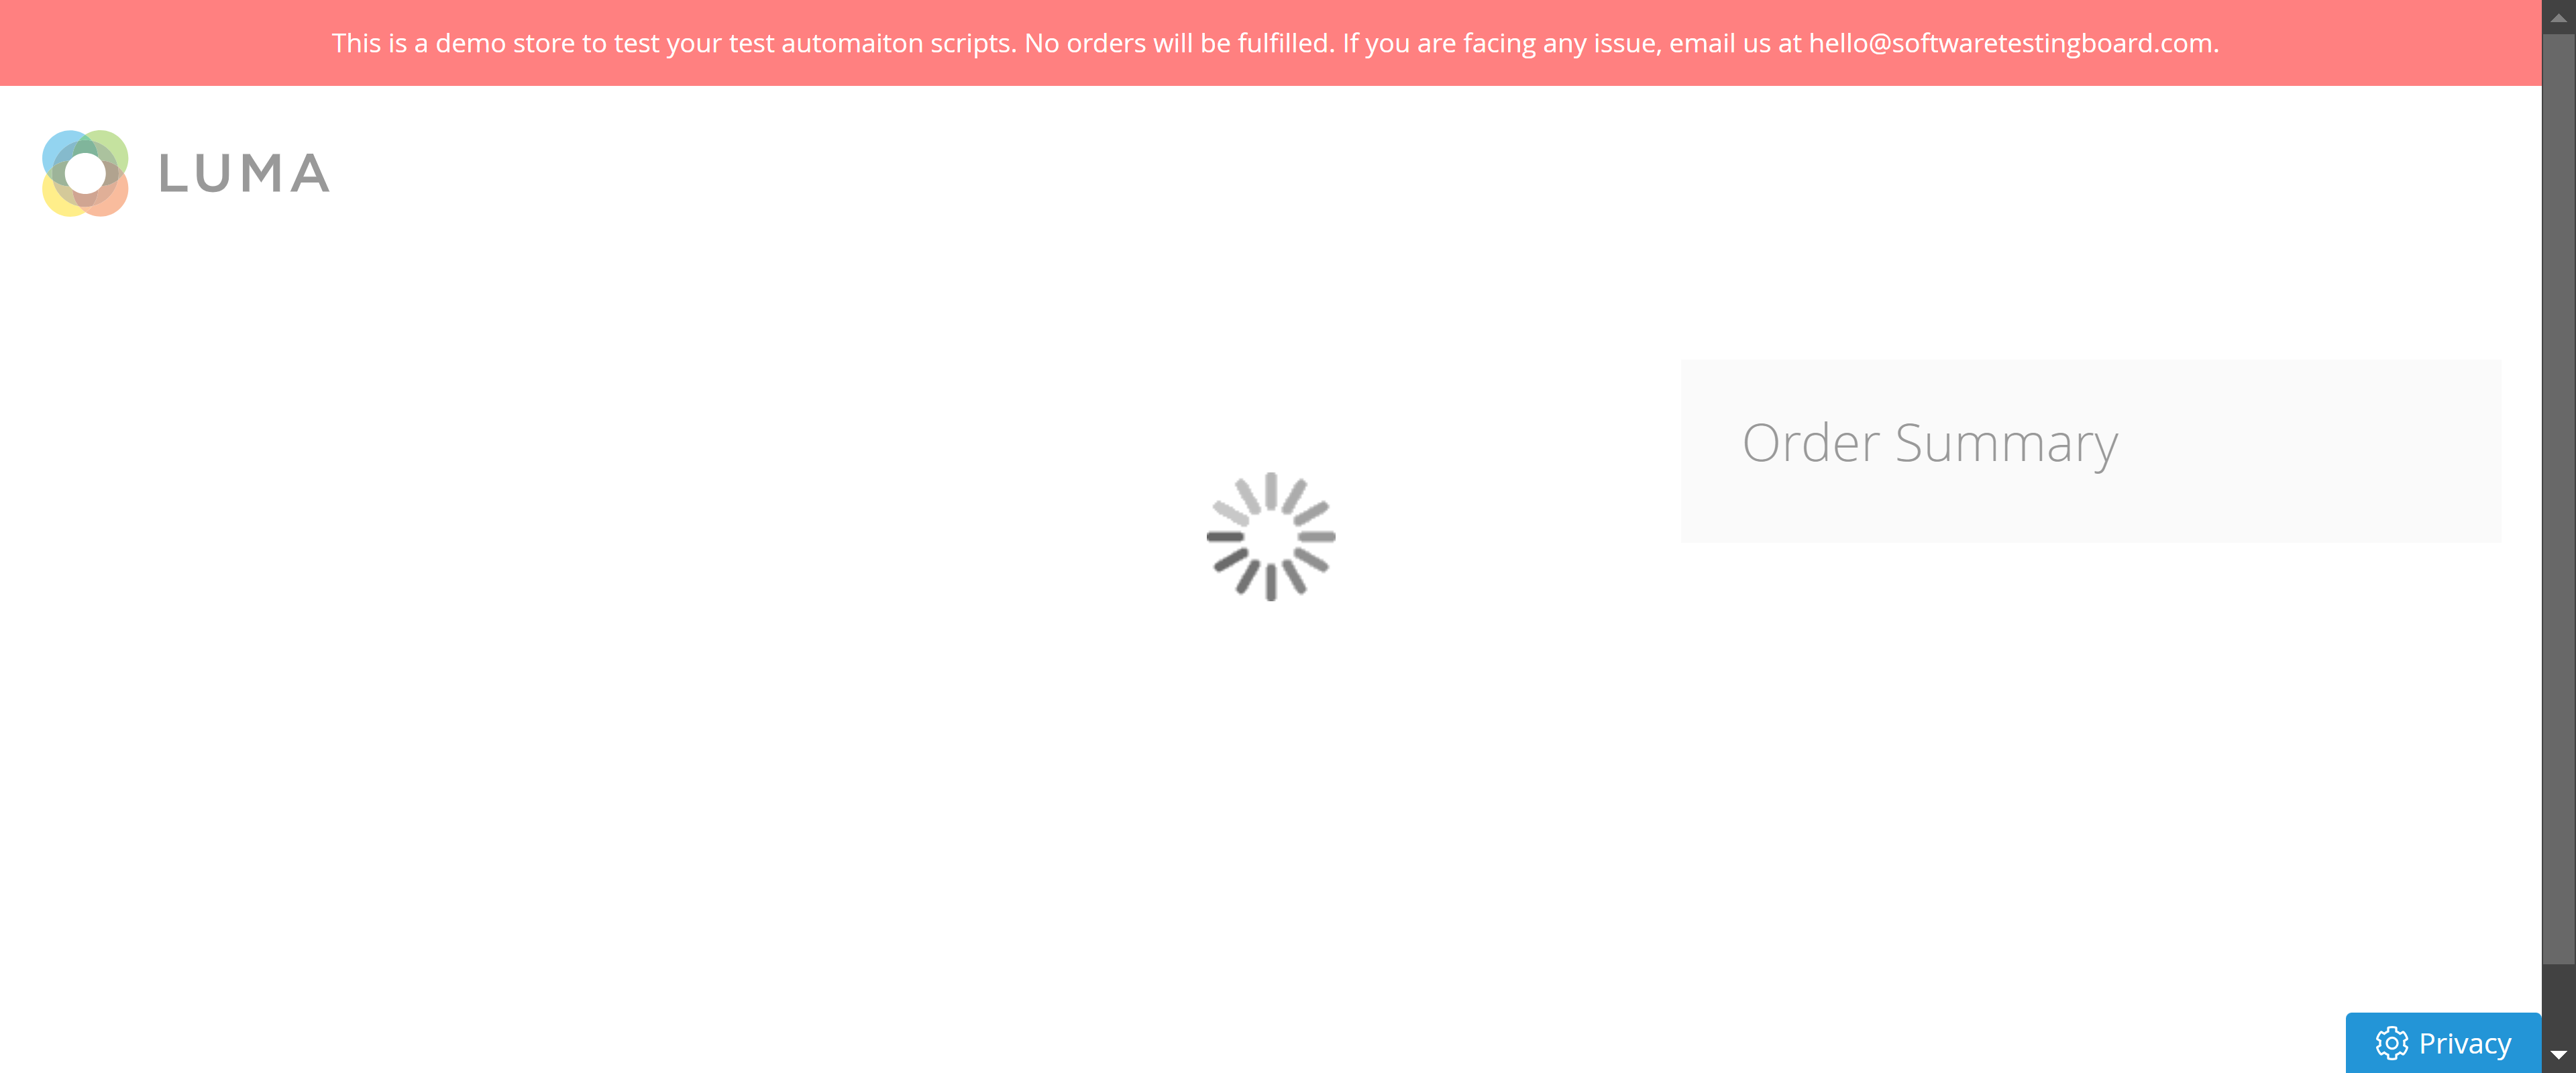 This is a demo store to test your test automaiton scripts. No orders will be fulfilled. If you are facing any issue, email us at hello@softwaretestingboard.com.
LUMA
Order Summary
Privacy